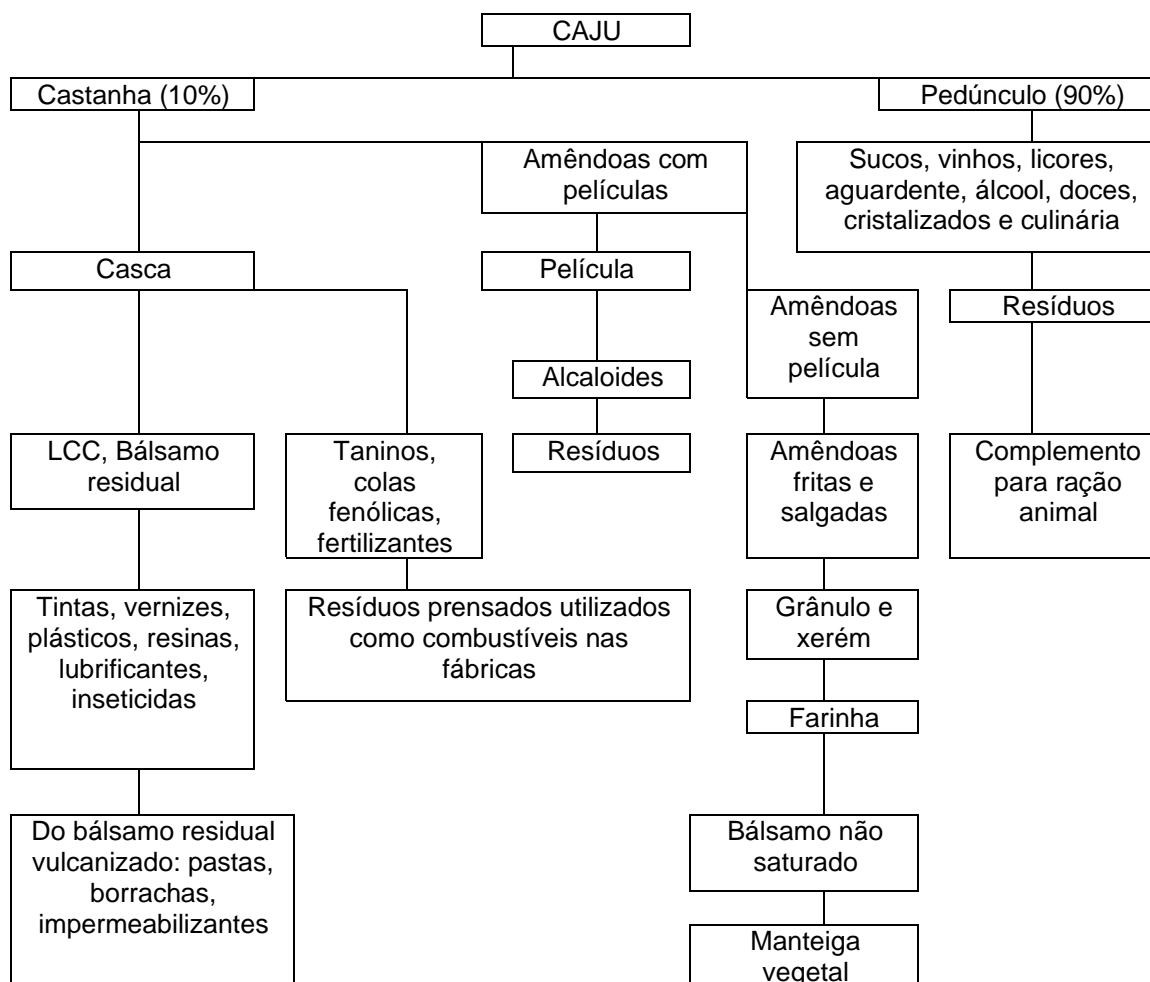 CAJU
Castanha (10%)
Pedúnculo (90%)
Amêndoas com
películas
Sucos, vinhos, licores,
aguardente, álcool, doces,
cristalizados e culinária
Casca
Película
Amêndoas
sem
película
Resíduos
Alcaloides
LCC, Bálsamo
residual
Taninos,
colas
fenólicas,
fertilizantes
Resíduos
Amêndoas
fritas e
salgadas
Complemento
para ração
animal
Tintas, vernizes,
plásticos, resinas,
lubrificantes,
inseticidas
Resíduos prensados utilizados
como combustíveis nas
fábricas
Grânulo e
xerém
Farinha
Do bálsamo residual
vulcanizado: pastas,
borrachas,
impermeabilizantes
Bálsamo não
saturado
Manteiga
vegetal